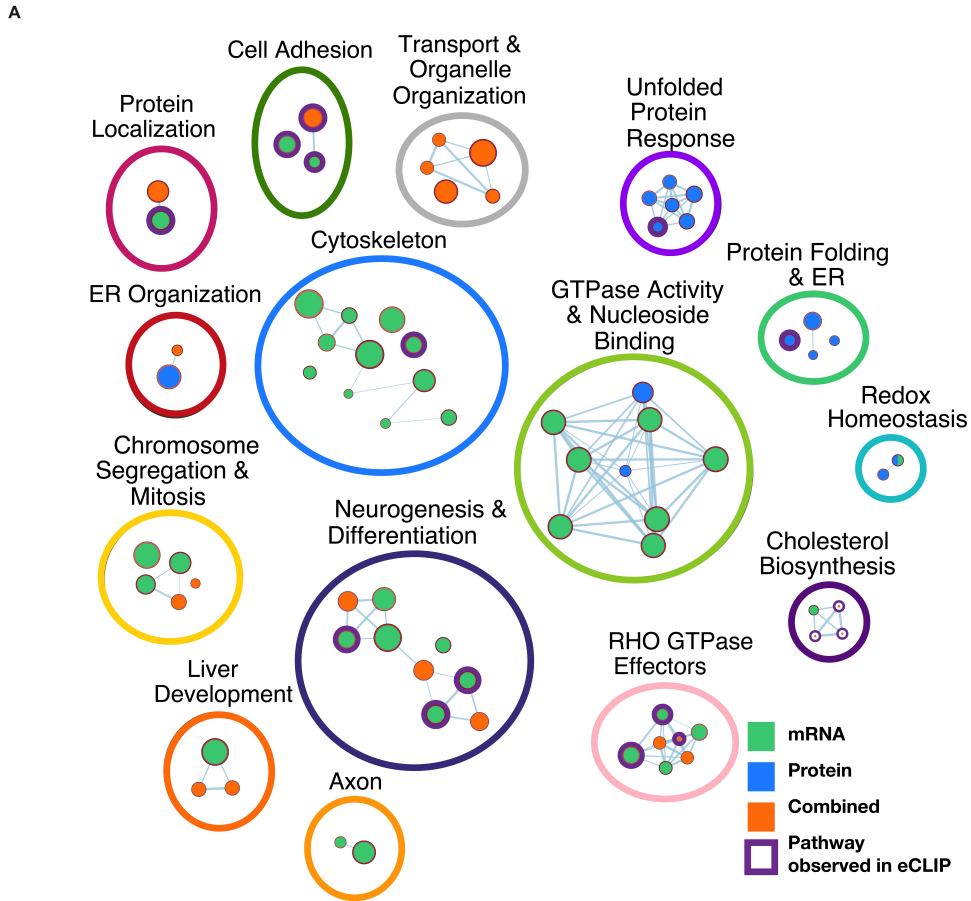 A
Cell Adhesion
Transport &
Organelle
Organization
Unfolded
Protein
Response
Protein
Localization
Cytoskeleton
Protein Folding
& ER
ER Organization
GTPase Activity
& Nucleoside
Binding
Redox
Homeostasis
Chromosome
Segregation &
Mitosis
Neurogenesis &
Differentiation
Cholesterol
Biosynthesis
RHO GTPase
Effectors
Liver
Development
Axon
mRNA
Protein
Combined
Pathway
observed in eCLIP